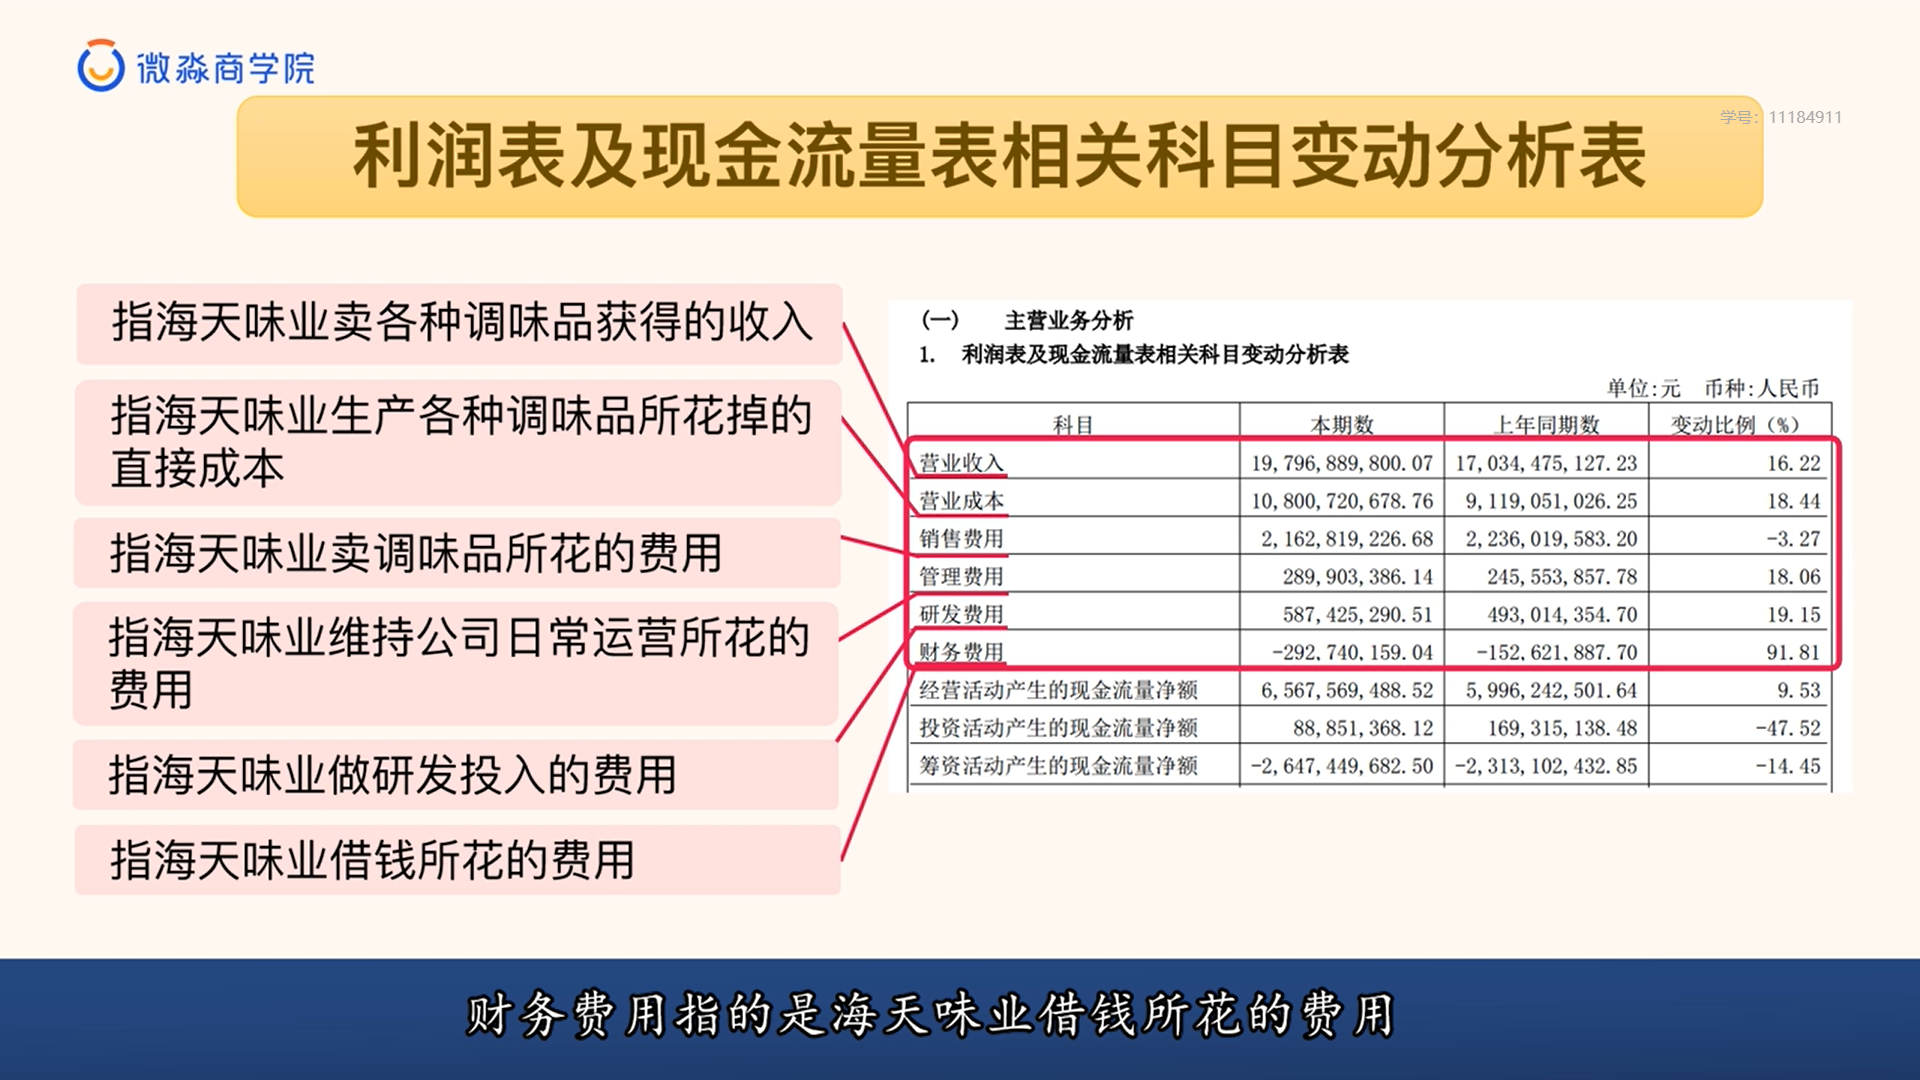 微淼商学院
学号：11184911
利润表及现金流量表相关科目变动分析表
指海天味业卖各种调味品获得的收入
指海天味业生产各种调味品所花掉的
直接成本
指海天味业卖调味品所花的费用
指海天味业维持公司日常运营所花的
费用
指海天味业做研发投入的费用
指海天味业借钱所花的费用
(一) 主营业务分析
1. 利润表及现金流量表相关科目变动分析表
单位:元 币种:人民币
科目 本期数 上年同期数 变动比例（%）
营业收入 19,796,889,800.07 17,034,475,127.23 16.22
营业成本 10,800,720,678.76 9,119,051,026.25 18.44
销售费用 2,162,819,226.68 2,236,019,583.20 -3.27
管理费用 289,903,386.14 245,553,857.78 18.06
研发费用 587,425,290.51 493,014,354.70 19.15
财务费用 -292,740,159.04 -152,621,887.70 91.81
经营活动产生的现金流量净额 6,567,569,488.52 5,996,242,501.64 9.53
投资活动产生的现金流量净额 88,851,368.12 169,315,138.48 -47.52
筹资活动产生的现金流量净额 -2,647,449,682.50 -2,313,102,432.85 -14.45
财务费用指的是海天味业借钱所花的费用